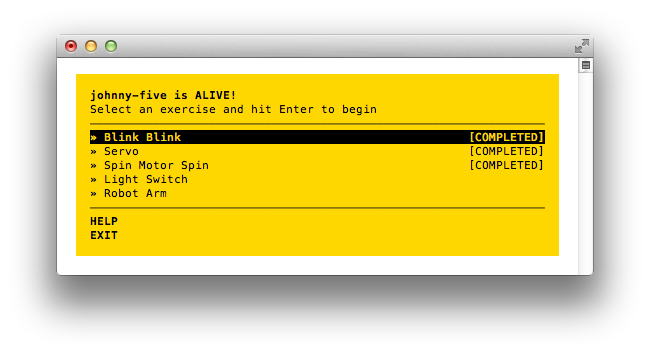 johnny-five is ALIVE!
Select an exercise and hit Enter to begin
» Blink Blink [COMPLETED]
» Servo [COMPLETED]
» Spin Motor Spin [COMPLETED]
» Light Switch
» Robot Arm
HELP
EXIT